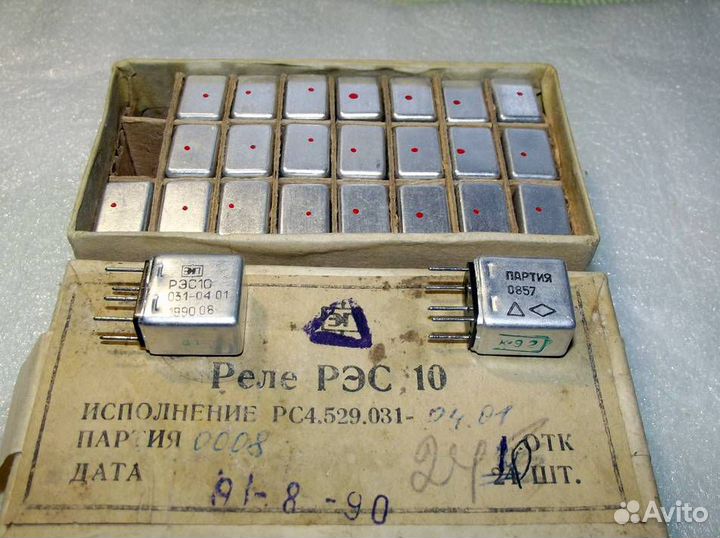 РЭС10
031-04 01
1990 08
ПАРТИЯ
0857
Реле РЭС 10
ИСПОЛНЕНИЕ РС4.529.031- 04.01
ПАРТИЯ 0008
ОТК
ДАТА
24 ШТ.
91-8-90
Avito